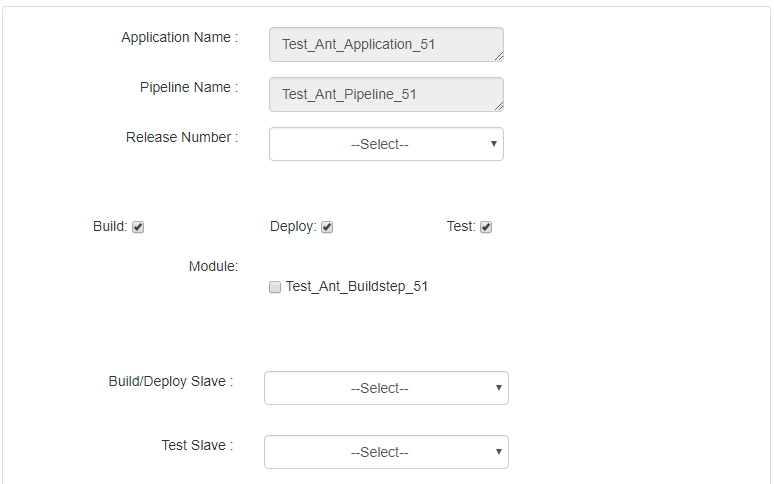 Application Name : Test_Ant_Application_51
Pipeline Name : Test_Ant_Pipeline_51
Release Number : --Select--
Build: Deploy: Test:
Module:
Test_Ant_Buildstep_51
Build/Deploy Slave : --Select--
Test Slave : --Select--